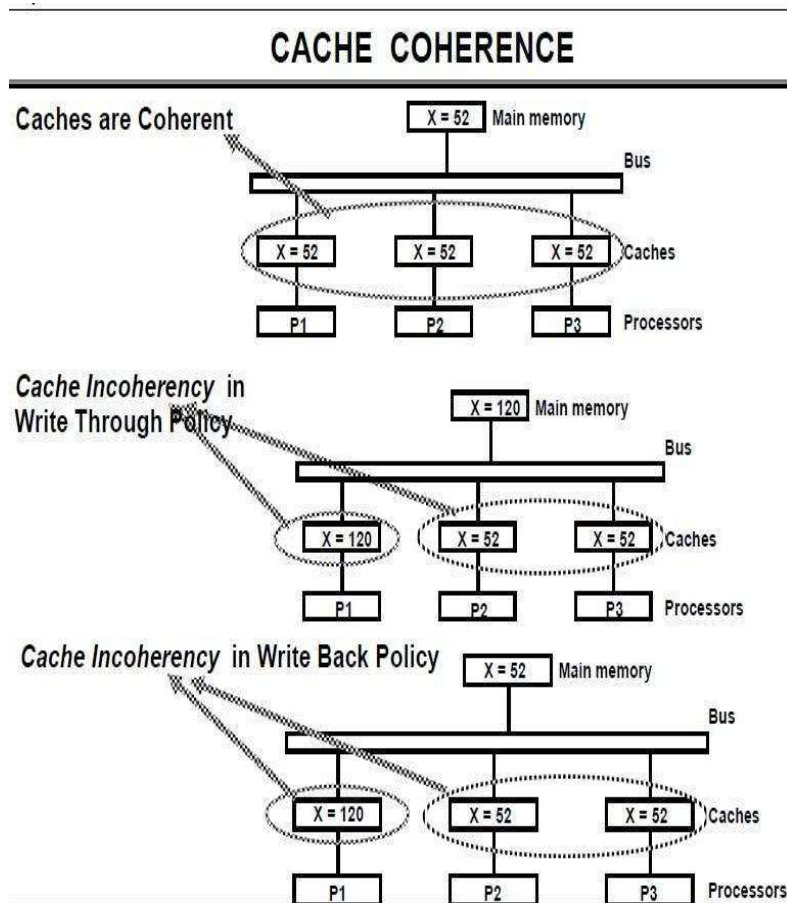 CACHE COHERENCE
Caches are Coherent
X = 52 Main memory
Bus
X = 52 X = 52 X = 52 Caches
P1 P2 P3 Processors
Cache Incoherency in
Write Through Policy
X = 120 Main memory
Bus
X = 120 X = 52 X = 52 Caches
P1 P2 P3 Processors
Cache Incoherency in Write Back Policy
X = 52 Main memory
Bus
X = 120 X = 52 X = 52 Caches
P1 P2 P3 Processors